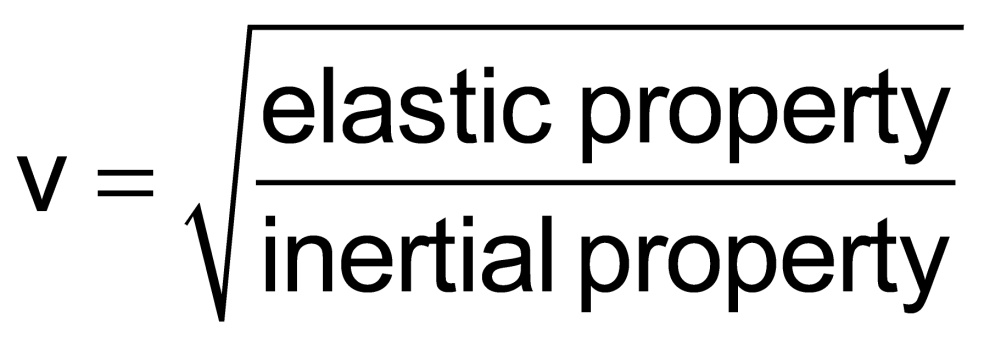 v = √(elastic property / inertial property)